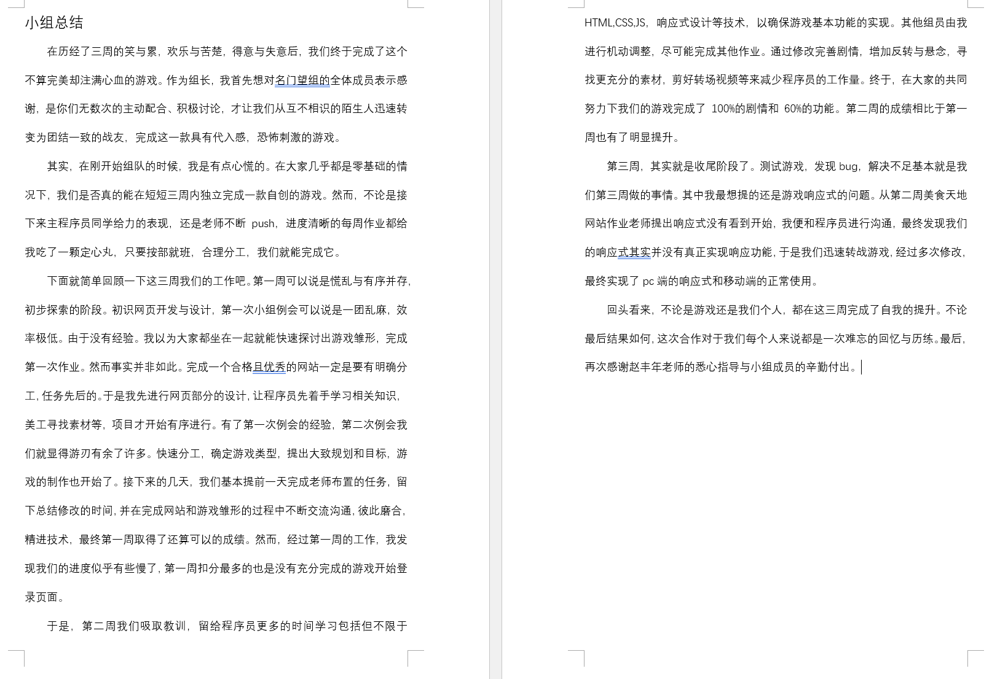 小组总结
在历经了三周的笑与累，欢乐与苦楚，得意与失意后，我们终于完成了这个
不算完美却注满心血的游戏。作为组长，我首先想对名门望组的全体成员表示感
谢，是你们无数次的主动配合、积极讨论，才让我们从互不相识的陌生人迅速转
变为团结一致的战友，完成这一款具有代入感，恐怖刺激的游戏。
其实，在刚开始组队的时候，我是有点心慌的。在大家几乎都是零基础的情
况下，我们是否真的能在短短三周内独立完成一款自创的游戏。然而，不论是接
下来主程序员同学给力的表现，还是老师不断 push，进度清晰的每周作业都给
我吃了一颗定心丸，只要按部就班，合理分工，我们就能完成它。
下面就简单回顾一下这三周我们的工作吧。第一周可以说是慌乱与有序并存，
初步探索的阶段。初识网页开发与设计，第一次小组例会可以说是一团乱麻，效
率极低。由于没有经验。我以为大家都坐在一起就能快速探讨出游戏雏形，完成
第一次作业。然而事实并非如此。完成一个合格且优秀的网站一定是要有明确分
工，任务先后的。于是我先进行网页部分的设计，让程序员先着手学习相关知识，
美工寻找素材等，项目才开始有序进行。有了第一次例会的经验，第二次例会我
们就显得游刃有余了许多。快速分工，确定游戏类型，提出大致规划和目标，游
戏的制作也开始了。接下来的几天，我们基本提前一天完成老师布置的任务，留
下总结修改的时间，并在完成网站和游戏雏形的过程中不断交流沟通，彼此磨合，
精进技术，最终第一周取得了还算可以的成绩。然而，经过第一周的工作，我发
现我们的进度似乎有些慢了，第一周扣分最多的也是没有充分完成的游戏开始登
录页面。
于是，第二周我们吸取教训，留给程序员更多的时间学习包括但不限于
HTML,CSS,JS，响应式设计等技术，以确保游戏基本功能的实现。其他组员由我
进行机动调整，尽可能完成其他作业。通过修改完善剧情，增加反转与悬念，寻
找更充分的素材，剪好转场视频等来减少程序员的工作量。终于，在大家的共同
努力下我们的游戏完成了 100%的剧情和 60%的功能。第二周的成绩相比于第一
周也有了明显提升。
第三周，其实就是收尾阶段了。测试游戏，发现 bug，解决不足基本就是我
们第三周做的事情。其中我最想提的还是游戏响应式的问题。从第二周美食天地
网站作业老师提出响应式没有看到开始，我便和程序员进行沟通，最终发现我们
的响应式其实并没有真正实现响应功能，于是我们迅速转战游戏，经过多次修改，
最终实现了 pc 端的响应式和移动端的正常使用。
回头看来，不论是游戏还是我们个人，都在这三周完成了自我的提升。不论
最后结果如何，这次合作对于我们每个人来说都是一次难忘的回忆与历练。最后，
再次感谢赵丰年老师的悉心指导与小组成员的辛勤付出。